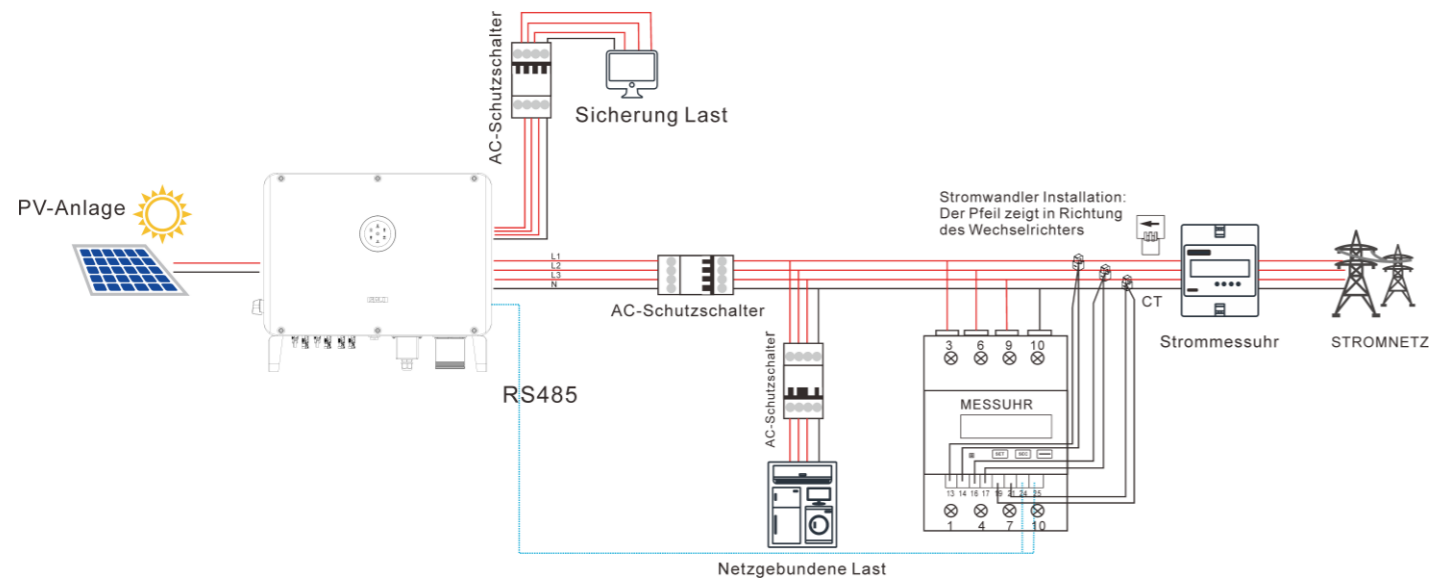 AC-Schutzschalter
Sicherung Last
PV-Anlage
Stromwandler Installation:
Der Pfeil zeigt in Richtung
des Wechselrichters
L1
L2
L3
N
AC-Schutzschalter
CT
Strommessuhr
STROMNETZ
AC-Schutzschalter
3 6 9 10
RS485
MESSUHR
SET
13 14 16 17 19 21 24 25
1 4 7 10
Netzgebundene Last